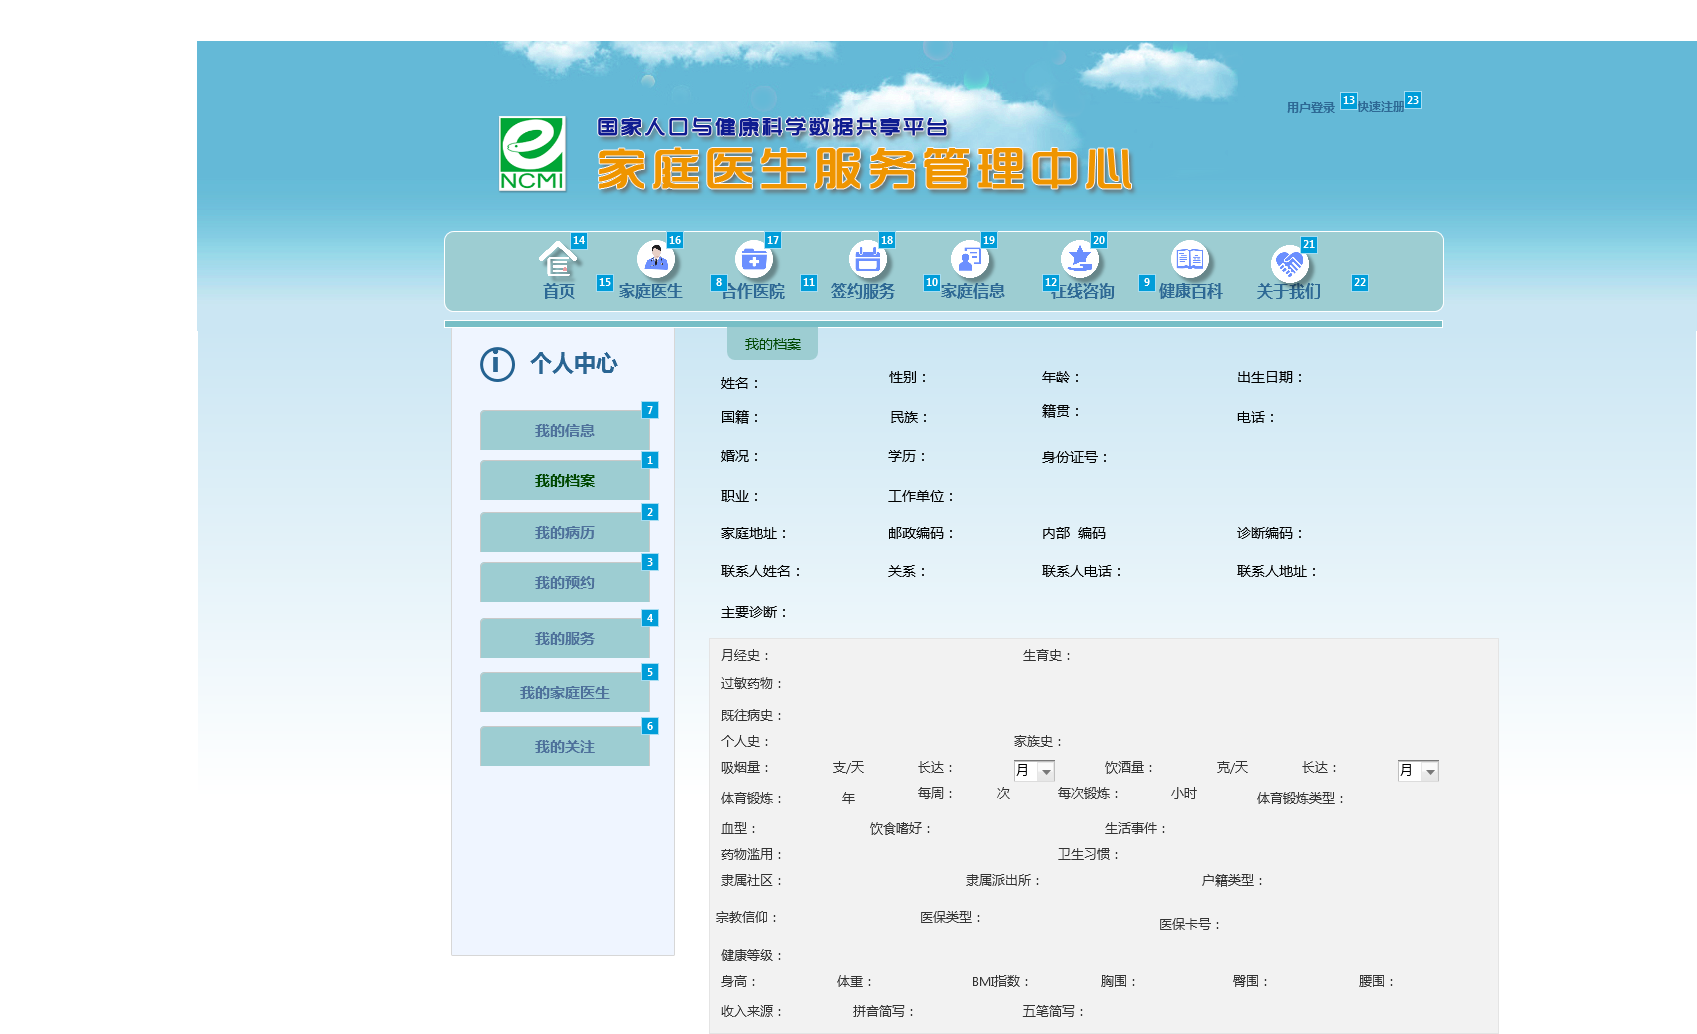 用户登录 13 快速注册 23
国家人口与健康科学数据共享平台
家庭医生服务管理中心
NCMI
14 16 17 18 19 20 21
首页 15 家庭医生 8 合作医院 11 签约服务 10 家庭信息 12 在线咨询 9 健康百科 关于我们 22
个人中心
7
我的信息
1
我的档案
2
我的病历
3
我的预约
4
我的服务
5
我的家庭医生
6
我的关注
我的档案
姓名： 性别： 年龄： 出生日期：
国籍： 民族： 籍贯： 电话：
婚况： 学历： 身份证号：
职业： 工作单位：
家庭地址： 邮政编码： 内部 编码 诊断编码：
联系人姓名： 关系： 联系人电话： 联系人地址：
主要诊断：
月经史： 生育史：
过敏药物：
既往病史：
个人史： 家族史：
吸烟量： 支/天 长达： 月 饮酒量： 克/天 长达： 月
体育锻炼： 年 每周： 次 每次锻炼： 小时 体育锻炼类型：
血型： 饮食嗜好： 生活事件：
药物滥用： 卫生习惯：
隶属社区： 隶属派出所： 户籍类型：
宗教信仰： 医保类型： 医保卡号：
健康等级：
身高： 体重： BMI指数： 胸围： 臀围： 腰围：
收入来源： 拼音简写： 五笔简写：